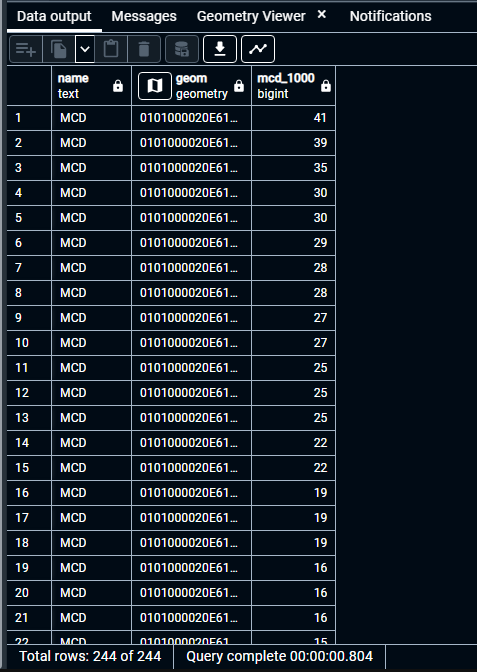 Data output Messages Geometry Viewer × Notifications
name geom mcd_1000
text geometry bigint
1 MCD 0101000020E61... 41
2 MCD 0101000020E61... 39
3 MCD 0101000020E61... 35
4 MCD 0101000020E61... 30
5 MCD 0101000020E61... 30
6 MCD 0101000020E61... 29
7 MCD 0101000020E61... 28
8 MCD 0101000020E61... 28
9 MCD 0101000020E61... 27
10 MCD 0101000020E61... 27
11 MCD 0101000020E61... 25
12 MCD 0101000020E61... 25
13 MCD 0101000020E61... 25
14 MCD 0101000020E61... 22
15 MCD 0101000020E61... 22
16 MCD 0101000020E61... 19
17 MCD 0101000020E61... 19
18 MCD 0101000020E61... 19
19 MCD 0101000020E61... 16
20 MCD 0101000020E61... 16
21 MCD 0101000020E61... 16
22 MCD 0101000020E61... 15
Total rows: 244 of 244 Query complete 00:00:00.804